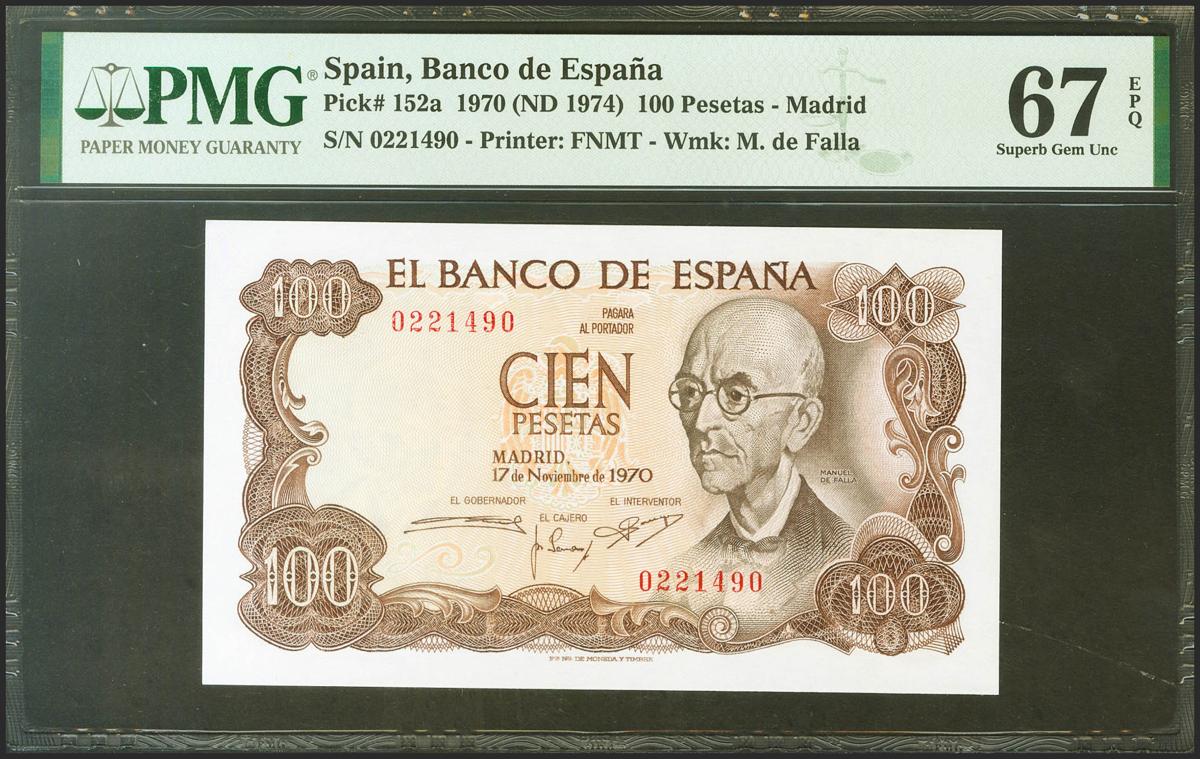 PMG®
PAPER MONEY GUARANTY
Spain, Banco de España
Pick# 152a 1970 (ND 1974) 100 Pesetas - Madrid
S/N 0221490 - Printer: FNMT - Wmk: M. de Falla
67
EPQ
Superb Gem Unc
EL BANCO DE ESPAÑA
100
100
0221490
PAGARA
AL PORTADOR
CIEN
PESETAS
MADRID,
17 de Noviembre de 1970
MANUEL
DE FALLA
EL GOBERNADOR
EL INTERVENTOR
EL CAJERO
0221490
100
100
DE MONEDA Y TIMBRE